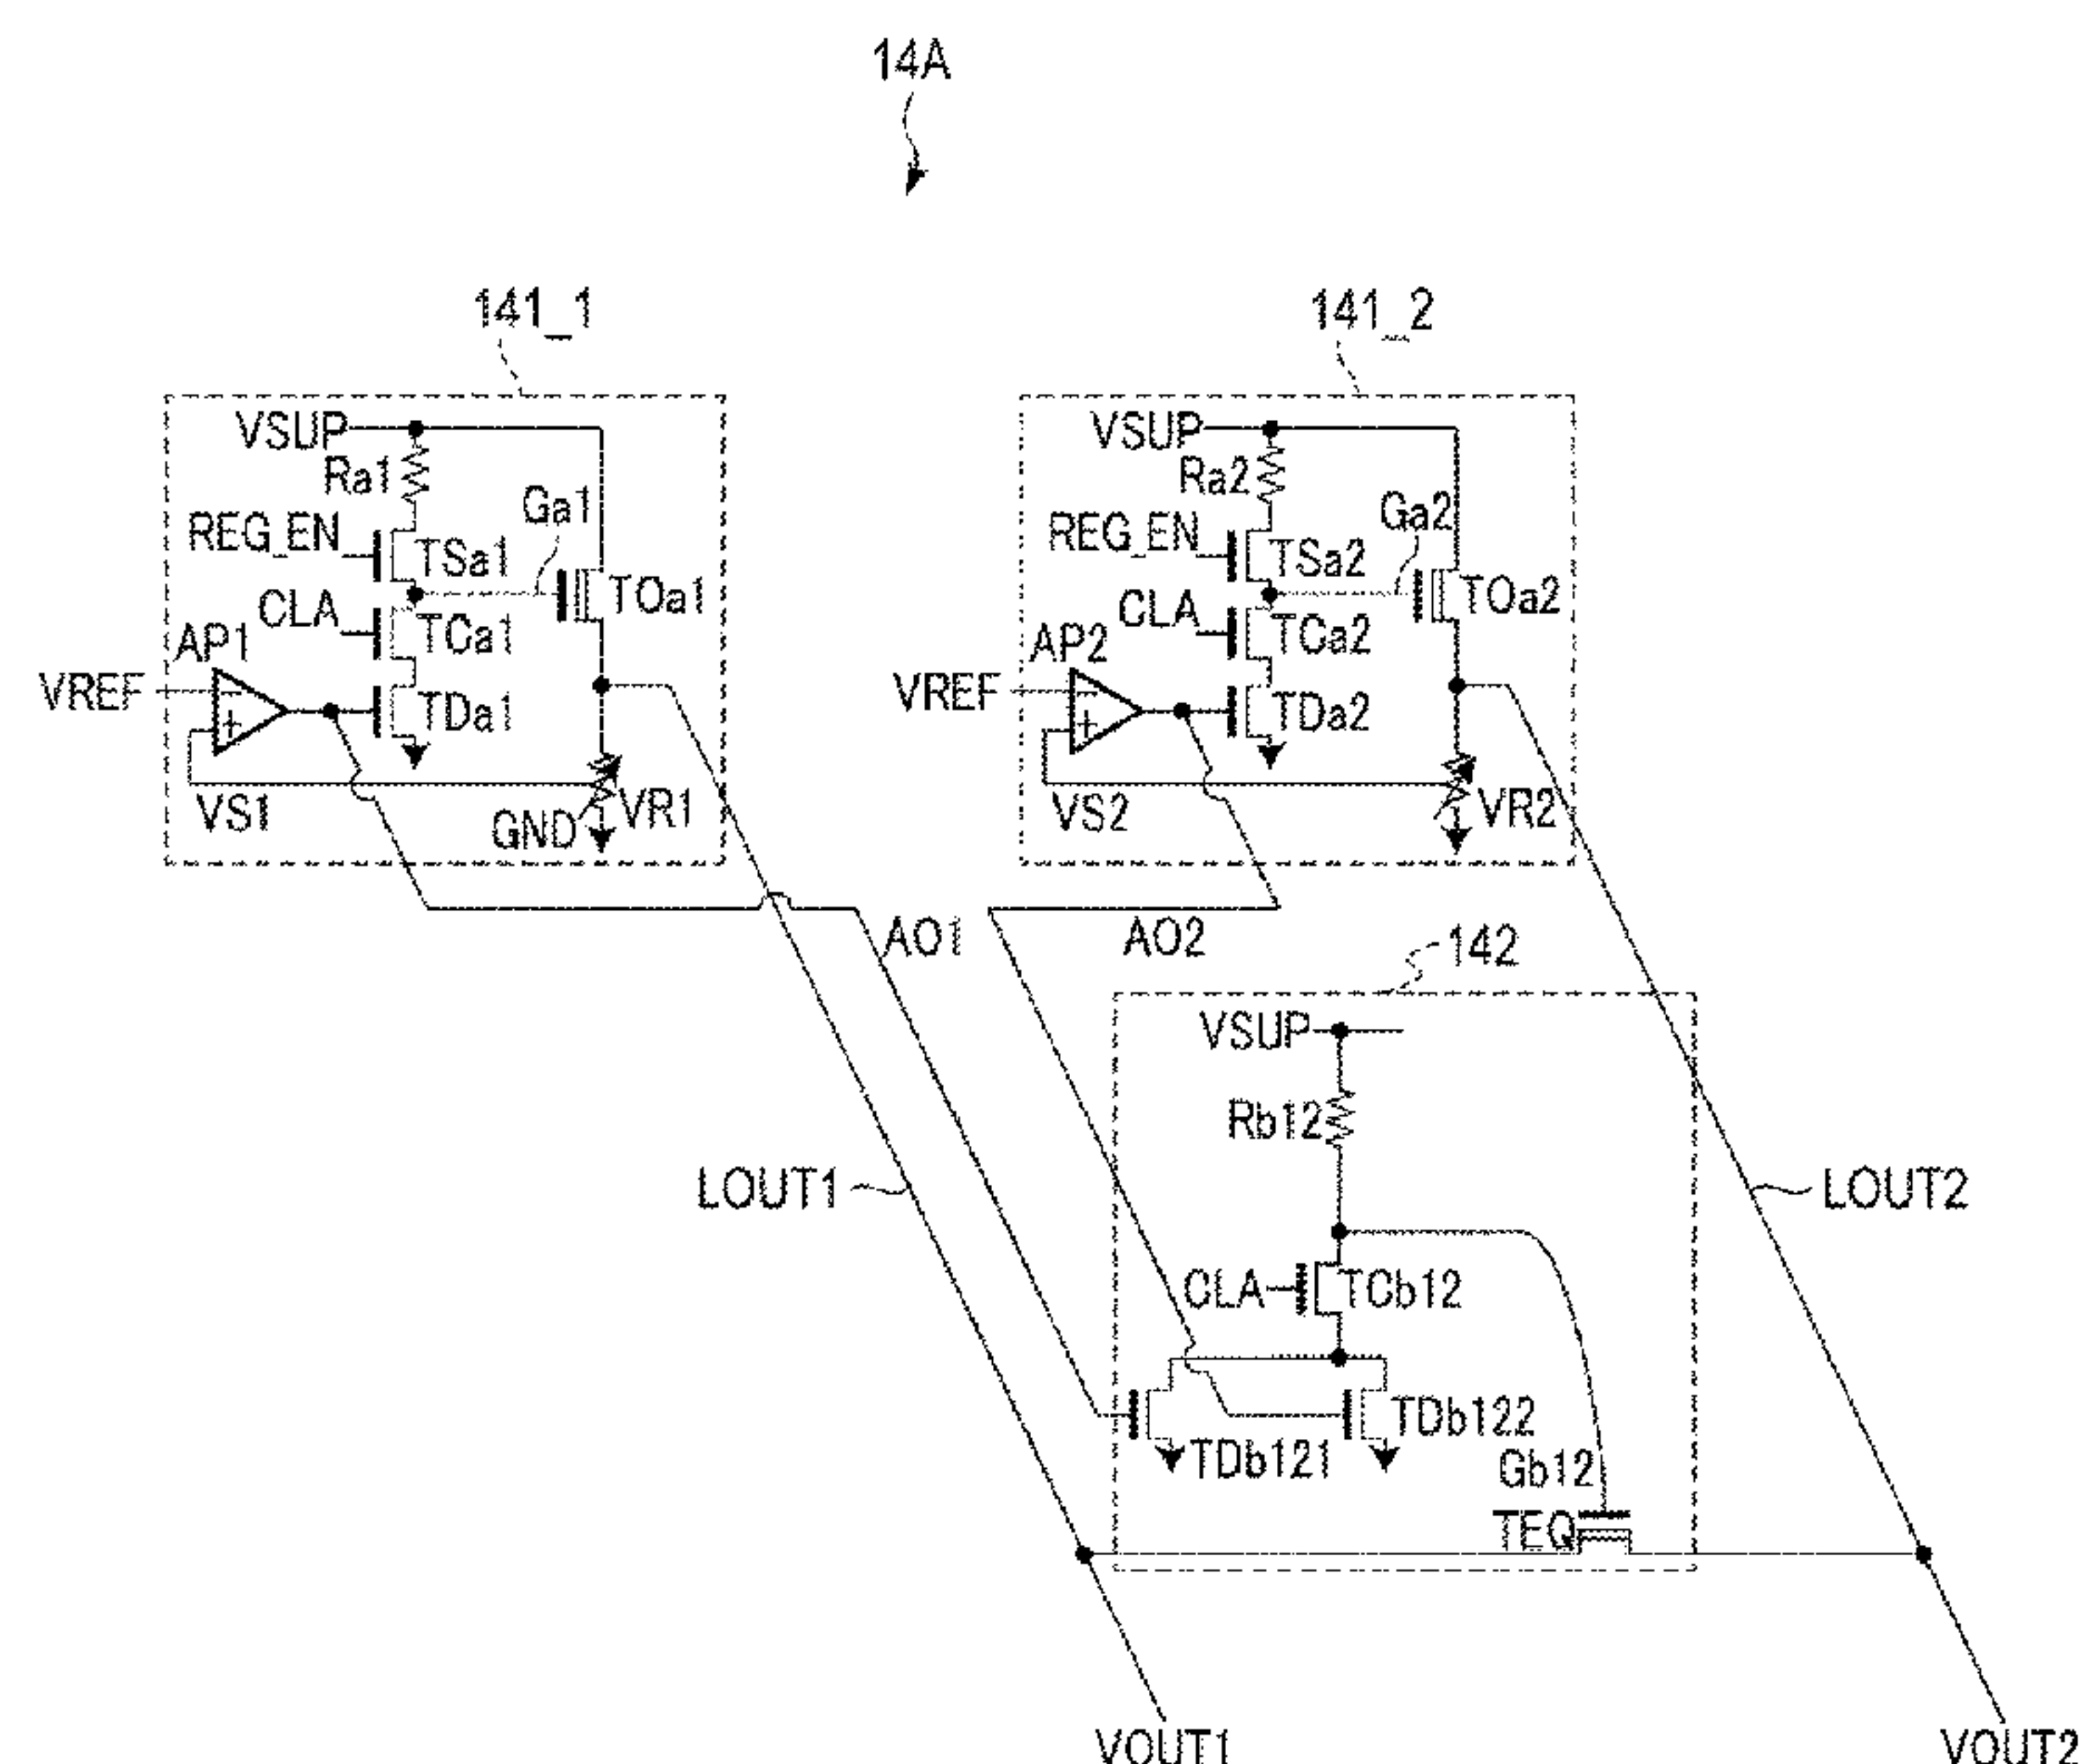 14A
141_1
141_2
VSUP
Ra1
Ga1
REG_EN
TSa1
TOa1
CLA
TCa1
AP1
VREF
TDa1
VS1
GND
VR1
VSUP
Ra2
Ga2
REG_EN
TSa2
TOa2
CLA
TCa2
AP2
VREF
TDa2
VS2
VR2
AO1
AO2
142
VSUP
Rb12
LOUT1
LOUT2
CLA
TCb12
TDb122
TDb121
Gb12
TEQ
VOUT1
VOUT2